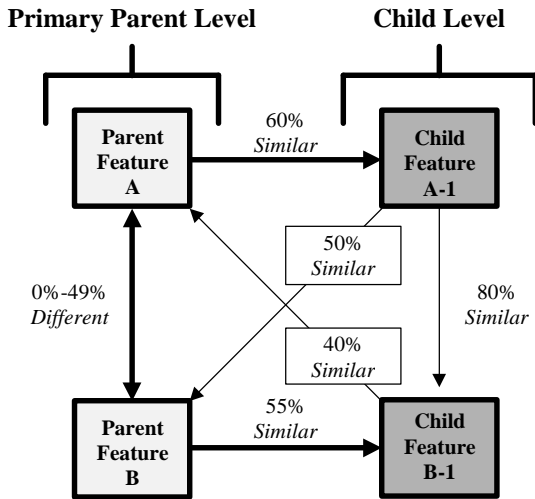 Primary Parent Level
Child Level
Parent
Feature
A
60%
Similar
Child
Feature
A-1
50%
Similar
0%-49%
Different
80%
Similar
40%
Similar
Parent
Feature
B
55%
Similar
Child
Feature
B-1